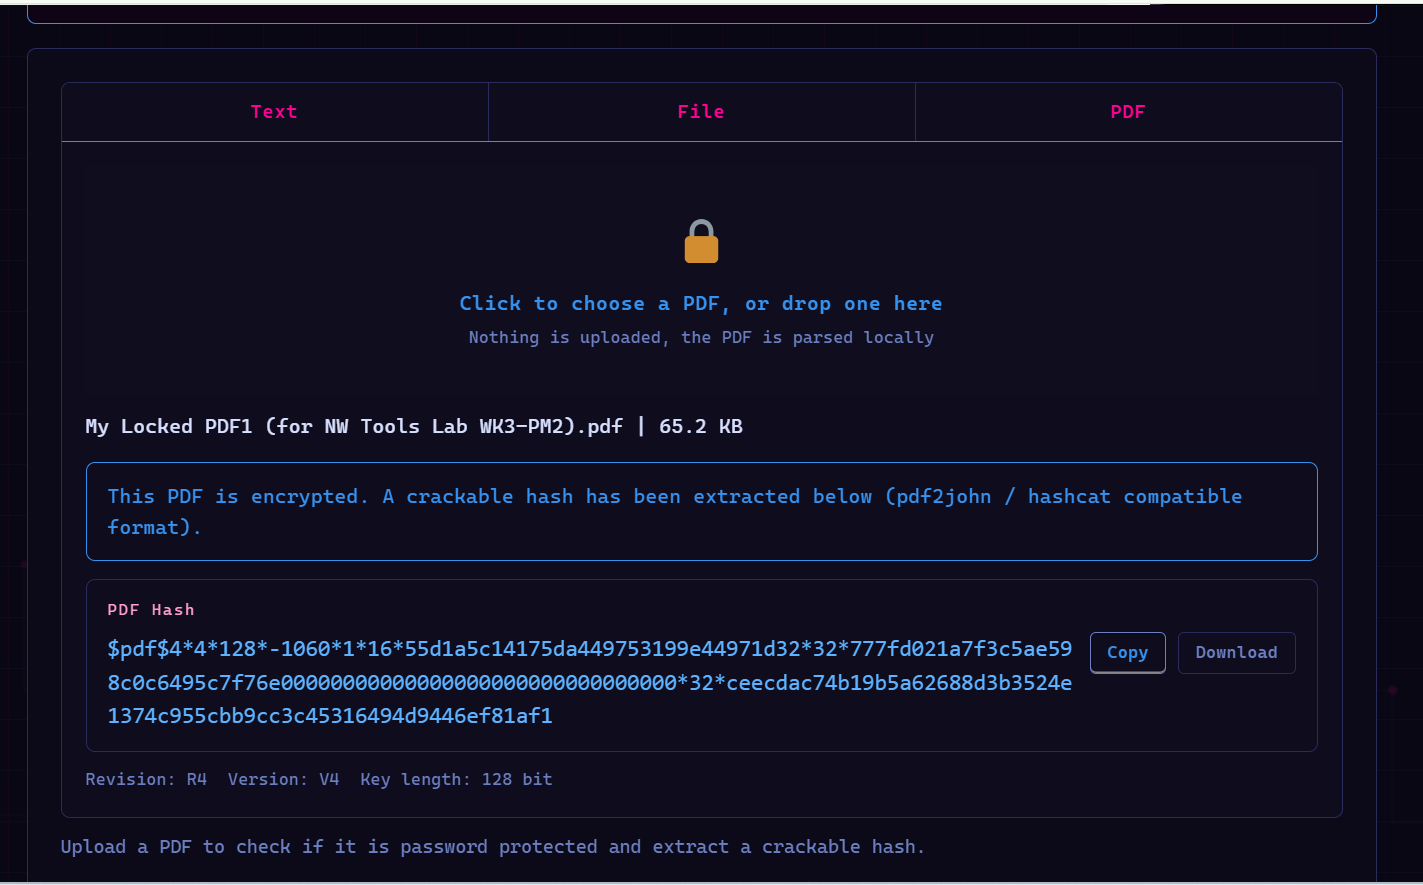 Text
File
PDF
Click to choose a PDF, or drop one here
Nothing is uploaded, the PDF is parsed locally
My Locked PDF1 (for NW Tools Lab WK3-PM2).pdf | 65.2 KB
This PDF is encrypted. A crackable hash has been extracted below (pdf2john / hashcat compatible
format).
PDF Hash
$pdf$4*4*128*-1060*1*16*55d1a5c14175da449753199e44971d32*32*777fd021a7f3c5ae59
8c0c6495c7f76e00000000000000000000000000000000*32*ceecdac74b19b5a62688d3b3524e
1374c955cbb9cc3c45316494d9446ef81af1
Copy
Download
Revision: R4 Version: V4 Key length: 128 bit
Upload a PDF to check if it is password protected and extract a crackable hash.